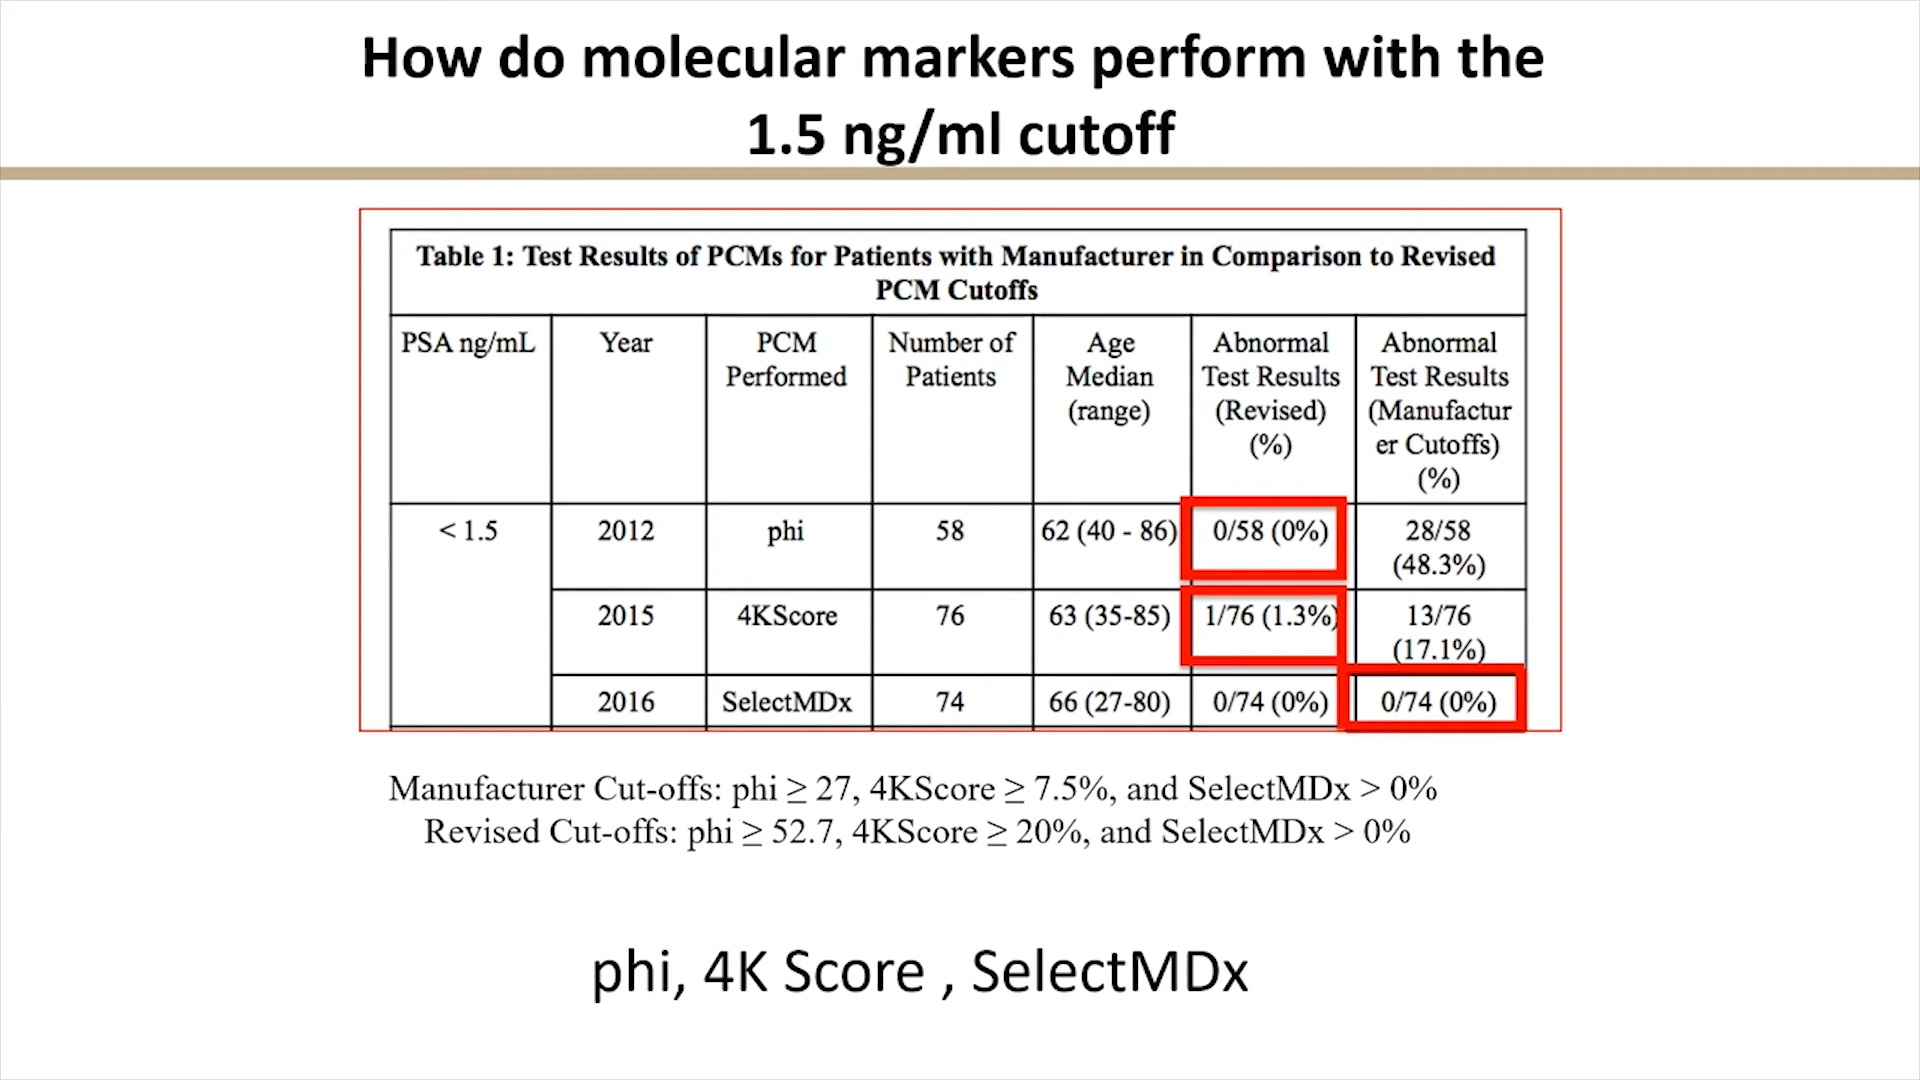 How do molecular markers perform with the
1.5 ng/ml cutoff
Table 1: Test Results of PCMs for Patients with Manufacturer in Comparison to Revised
PCM Cutoffs
PSA ng/mL
Year
PCM
Performed
Number of
Patients
Age
Median
(range)
Abnormal
Test Results
(Revised)
(%)
Abnormal
Test Results
(Manufactur
er Cutoffs)
(%)
< 1.5
2012
phi
58
62 (40 - 86)
0/58 (0%)
28/58
(48.3%)
2015
4KScore
76
63 (35-85)
1/76 (1.3%)
13/76
(17.1%)
2016
SelectMDx
74
66 (27-80)
0/74 (0%)
0/74 (0%)
Manufacturer Cut-offs: phi ≥ 27, 4KScore ≥ 7.5%, and SelectMDx > 0%
Revised Cut-offs: phi ≥ 52.7, 4KScore ≥ 20%, and SelectMDx > 0%
phi, 4K Score , SelectMDx